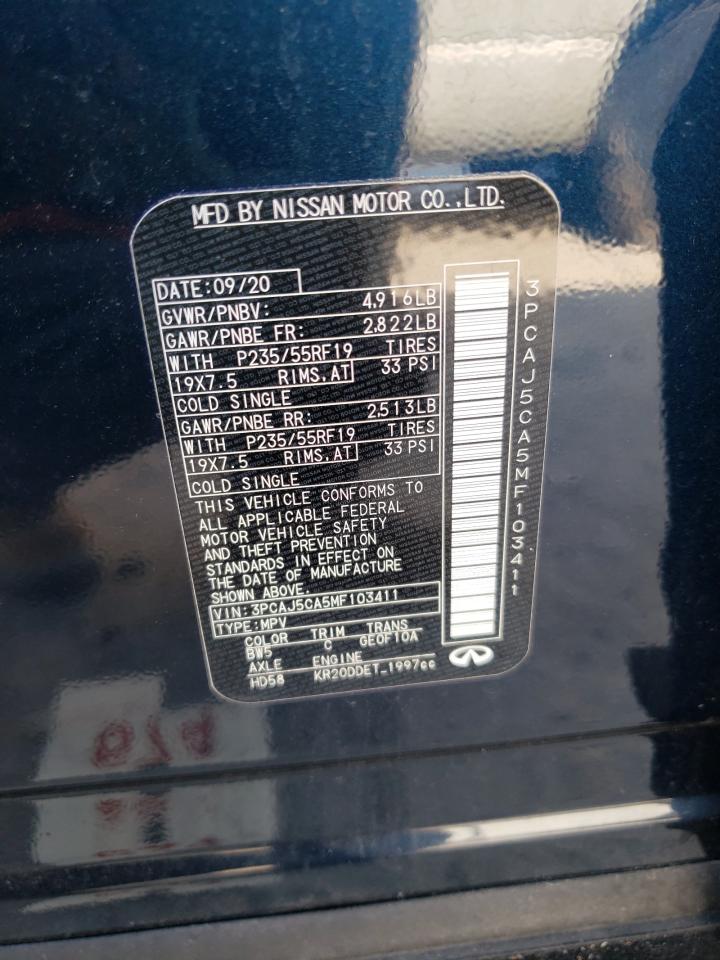 MFD BY NISSAN MOTOR CO.,LTD.
DATE:09/20
GVWR/PNBV: 4,916LB
GAWR/PNBE FR: 2,822LB
WITH P235/55RF19 TIRES
19X7.5 RIMS.AT 33 PSI
COLD SINGLE
GAWR/PNBE RR: 2,513LB
WITH P235/55RF19 TIRES
19X7.5 RIMS.AT 33 PSI
COLD SINGLE
THIS VEHICLE CONFORMS TO
ALL APPLICABLE FEDERAL
MOTOR VEHICLE SAFETY
AND THEFT PREVENTION
STANDARDS IN EFFECT ON
THE DATE OF MANUFACTURE
SHOWN ABOVE.
VIN:3PCAJ5CA5MF103411
TYPE:MPV
COLOR TRIM TRANS
BW5 C GE0F10A
AXLE ENGINE
HD58 KR20DDET_1997cc
3PCAJ5CA5MF103411